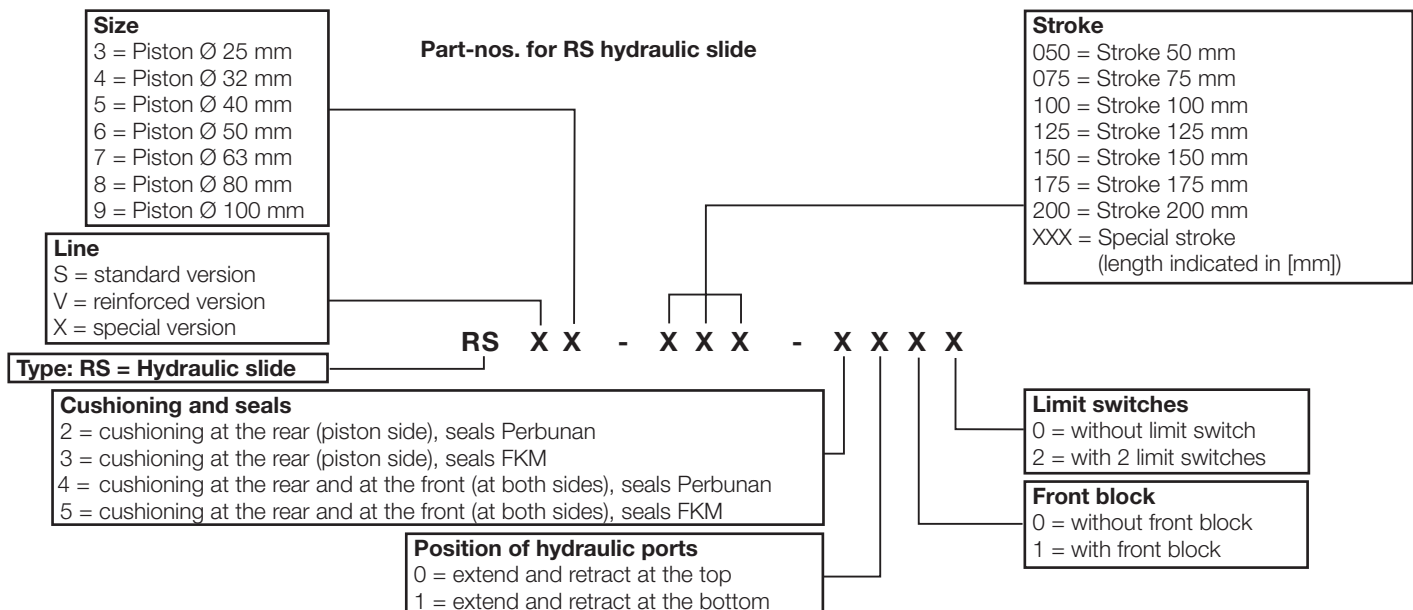 Size
3 = Piston Ø 25 mm
4 = Piston Ø 32 mm
5 = Piston Ø 40 mm
6 = Piston Ø 50 mm
7 = Piston Ø 63 mm
8 = Piston Ø 80 mm
9 = Piston Ø 100 mm
Part-nos. for RS hydraulic slide
Stroke
050 = Stroke 50 mm
075 = Stroke 75 mm
100 = Stroke 100 mm
125 = Stroke 125 mm
150 = Stroke 150 mm
175 = Stroke 175 mm
200 = Stroke 200 mm
XXX = Special stroke
(length indicated in [mm])
Line
S = standard version
V = reinforced version
X = special version
RS X X - X X X - X X X X
Type: RS = Hydraulic slide
Cushioning and seals
2 = cushioning at the rear (piston side), seals Perbunan
3 = cushioning at the rear (piston side), seals FKM
4 = cushioning at the rear and at the front (at both sides), seals Perbunan
5 = cushioning at the rear and at the front (at both sides), seals FKM
Limit switches
0 = without limit switch
2 = with 2 limit switches
Front block
0 = without front block
1 = with front block
Position of hydraulic ports
0 = extend and retract at the top
1 = extend and retract at the bottom